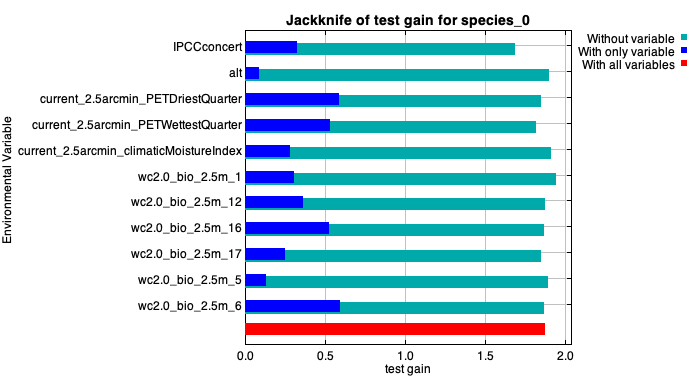 Jackknife of test gain for species_0
Without variable
With only variable
With all variables
Environmental Variable
IPCCconcert
alt
current_2.5arcmin_PETDriestQuarter
current_2.5arcmin_PETWettestQuarter
current_2.5arcmin_climaticMoistureIndex
wc2.0_bio_2.5m_1
wc2.0_bio_2.5m_12
wc2.0_bio_2.5m_16
wc2.0_bio_2.5m_17
wc2.0_bio_2.5m_5
wc2.0_bio_2.5m_6
0.0 0.5 1.0 1.5 2.0
test gain